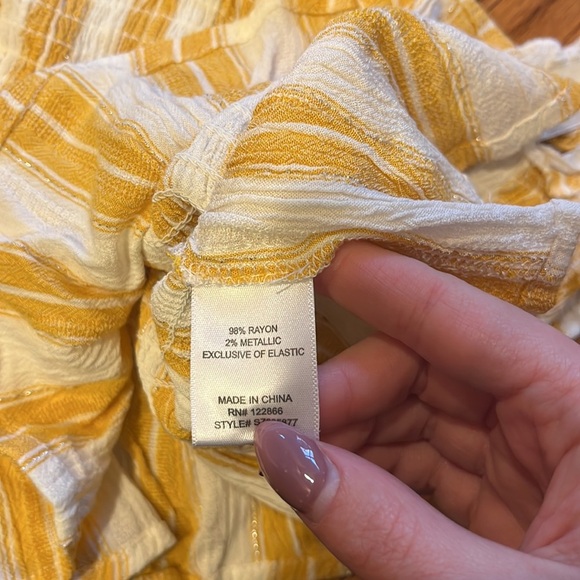 98% RAYON
2% METALLIC
EXCLUSIVE OF ELASTIC
MADE IN CHINA
RN# 122866
STYLE#